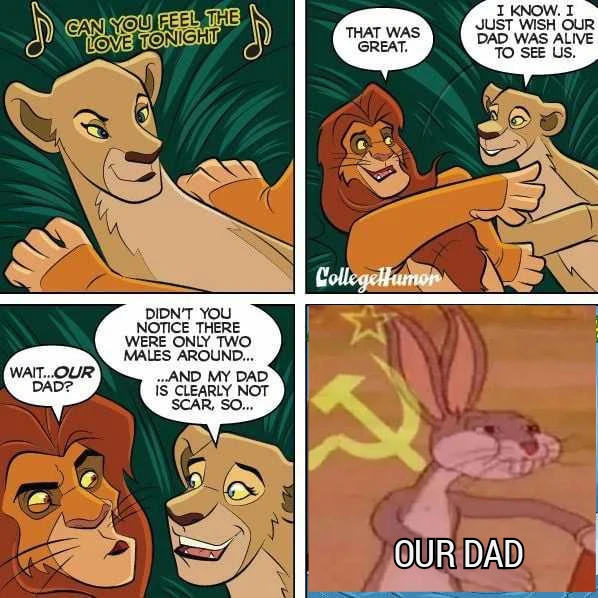 CAN YOU FEEL THE
LOVE TONIGHT
THAT WAS
GREAT.
I KNOW. I
JUST WISH OUR
DAD WAS ALIVE
TO SEE US.
CollegeHumor
WAIT...OUR
DAD?
DIDN'T YOU
NOTICE THERE
WERE ONLY TWO
MALES AROUND...
...AND MY DAD
IS CLEARLY NOT
SCAR, SO...
OUR DAD